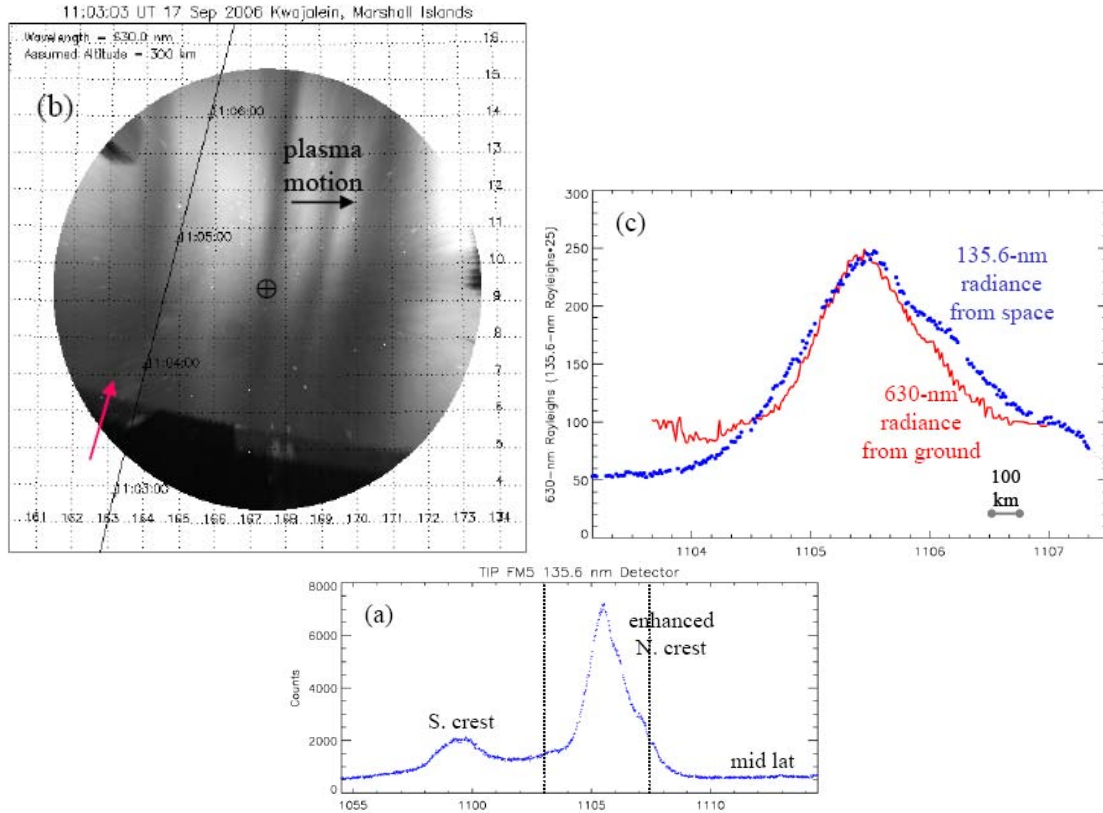 11:03:03 UT 17 Sep 2006 Kwajalein, Marshall Islands
Wavelength = 630.0 nm
Assumed Altitude = 300 km
(b)
plasma
motion
11:06:00
11:05:00
11:04:00
11:03:00
16
15
14
13
12
11
10
9
8
7
6
5
4
161 162 163 164 165 166 167 168 169 170 171 172 173 174
(c)
135.6-nm
radiance
from space
630-nm
radiance
from ground
100
km
630-nm Rayleighs (135.6-nm Rayleighs*25)
300
250
200
150
100
50
0
1104 1105 1106 1107
TIP FM5 135.6 nm Detector
(a)
S. crest
enhanced
N. crest
mid lat
Counts
8000
6000
4000
2000
0
1055 1100 1105 1110